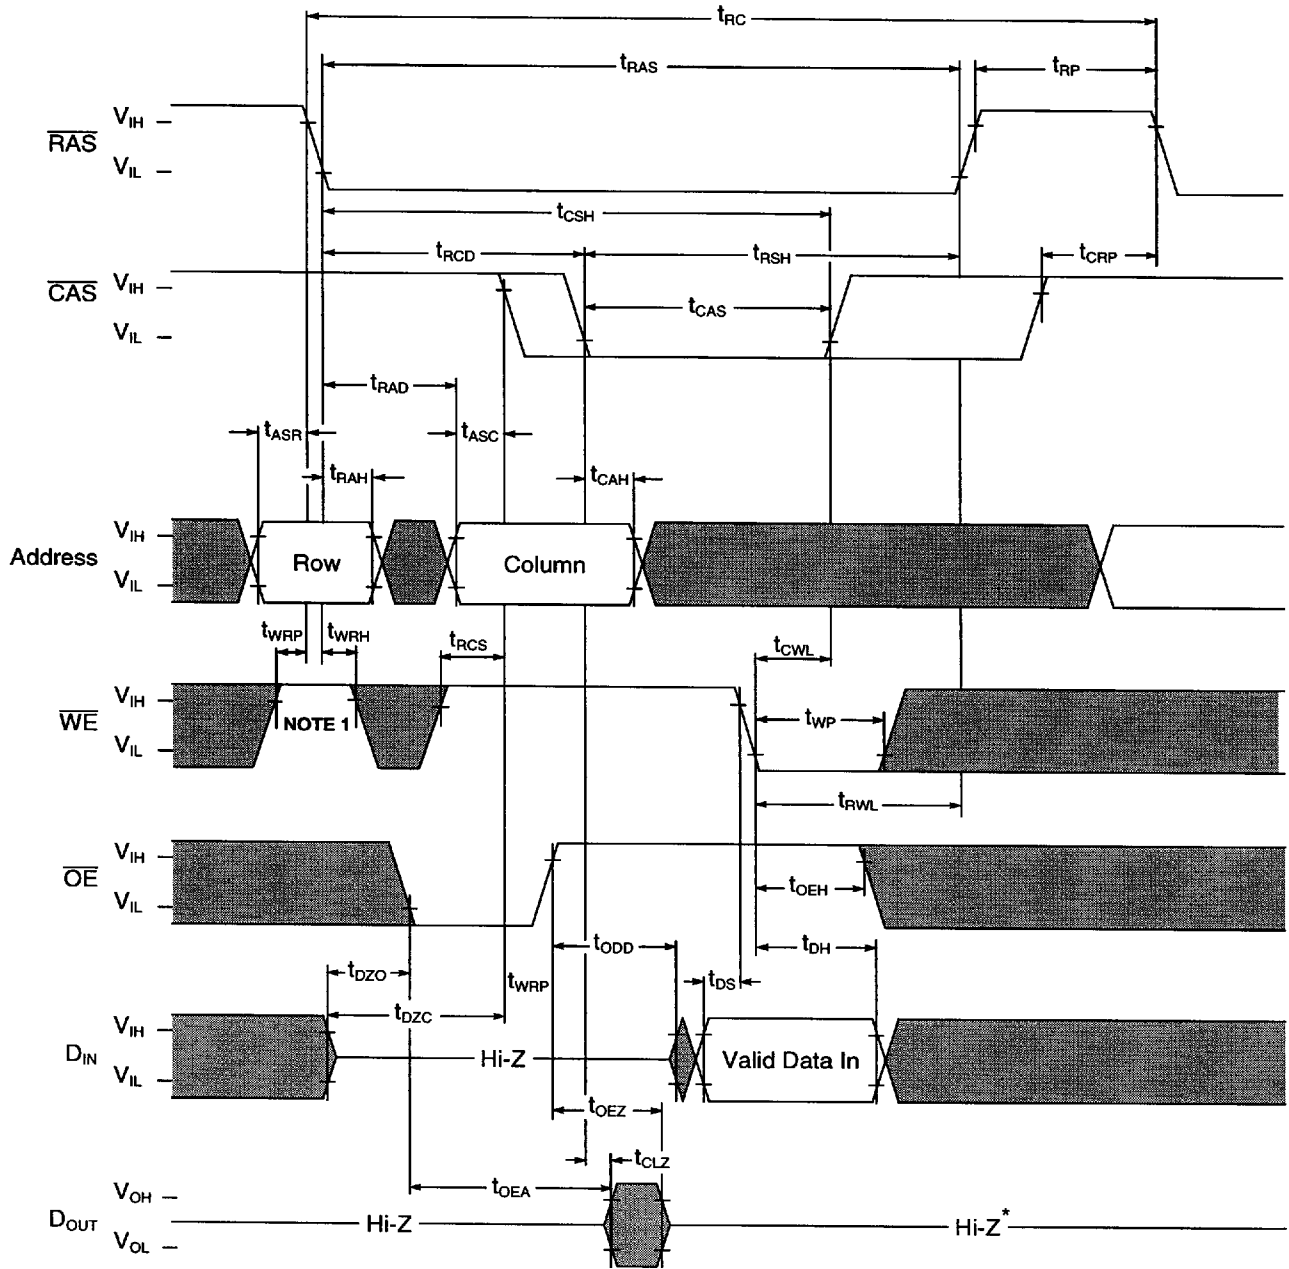 tRC
tRAS
tRP
RAS
VIH
VIL
tCSH
tRCD
tRSH
tCRP
CAS
VIH
VIL
tCAS
tRAD
tASR
tASC
tRAH
tCAH
Address
VIH
VIL
Row
Column
tWRP
tWRH
tRCS
tCWL
WE
VIH
VIL
NOTE 1
tWP
tRWL
OE
VIH
VIL
tOEH
tODD
tDH
tDZO
tWRP
tDS
tDZC
DIN
VIH
VIL
Hi-Z
Valid Data In
tOEZ
tCLZ
tOEA
DOUT
VOH
VOL
Hi-Z
Hi-Z*